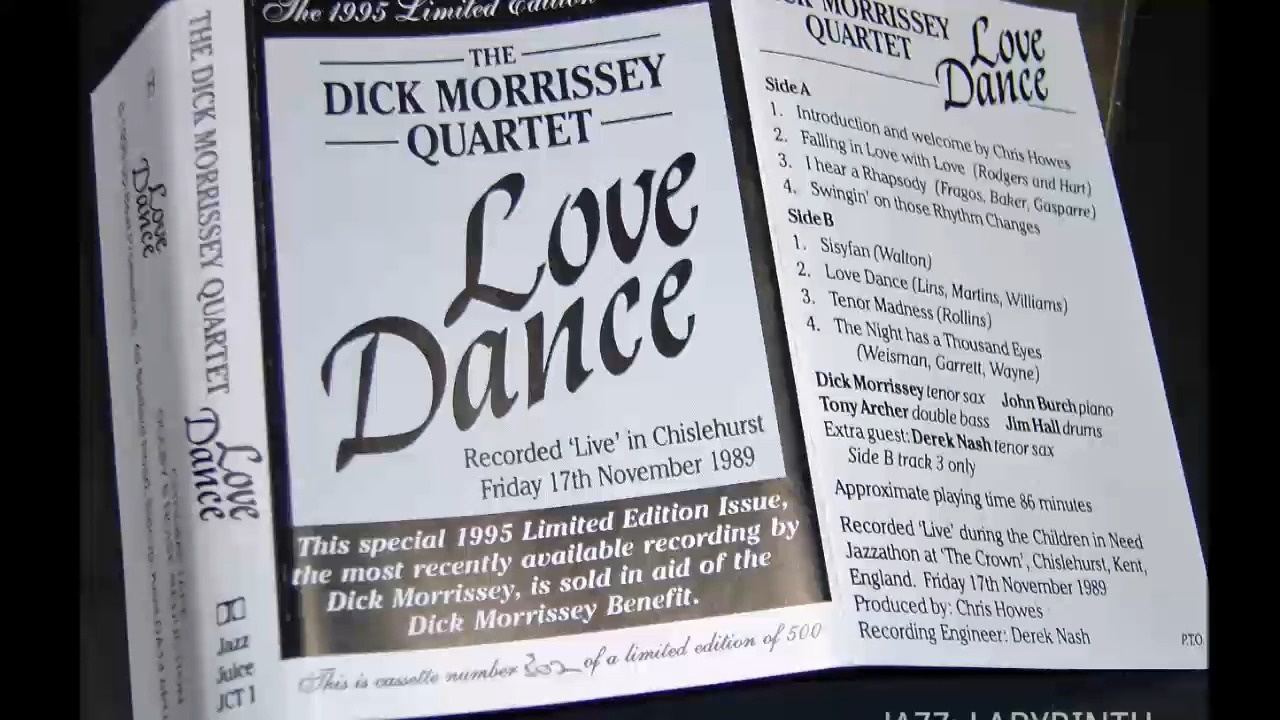 The 1995 Limited Edition
THE
DICK MORRISSEY
QUARTET
Love
Dance
Recorded 'Live' in Chislehurst
Friday 17th November 1989
This special 1995 Limited Edition Issue,
the most recently available recording by
Dick Morrissey, is sold in aid of the
Dick Morrissey Benefit.
This is cassette number 202 of a limited edition of 500
THE DICK MORRISSEY QUARTET
Love
Dance
Jazz
Juice
JCT 1
Love
Dance
MORRISSEY
QUARTET
Love
Dance
Side A
1. Introduction and welcome by Chris Howes
2. Falling in Love with Love (Rodgers and Hart)
3. I hear a Rhapsody (Fragos, Baker, Gasparre)
4. Swingin' on those Rhythm Changes
Side B
1. Sisyfan (Walton)
2. Love Dance (Lins, Martins, Williams)
3. Tenor Madness (Rollins)
4. The Night has a Thousand Eyes
(Weisman, Garrett, Wayne)
Dick Morrissey tenor sax John Burch piano
Tony Archer double bass Jim Hall drums
Extra guest: Derek Nash tenor sax
Side B track 3 only
Approximate playing time 86 minutes
Recorded 'Live' during the Children in Need
Jazzathon at 'The Crown', Chislehurst, Kent,
England. Friday 17th November 1989
Produced by: Chris Howes
Recording Engineer: Derek Nash
P.T.O
JAZZ: LABYRINTH